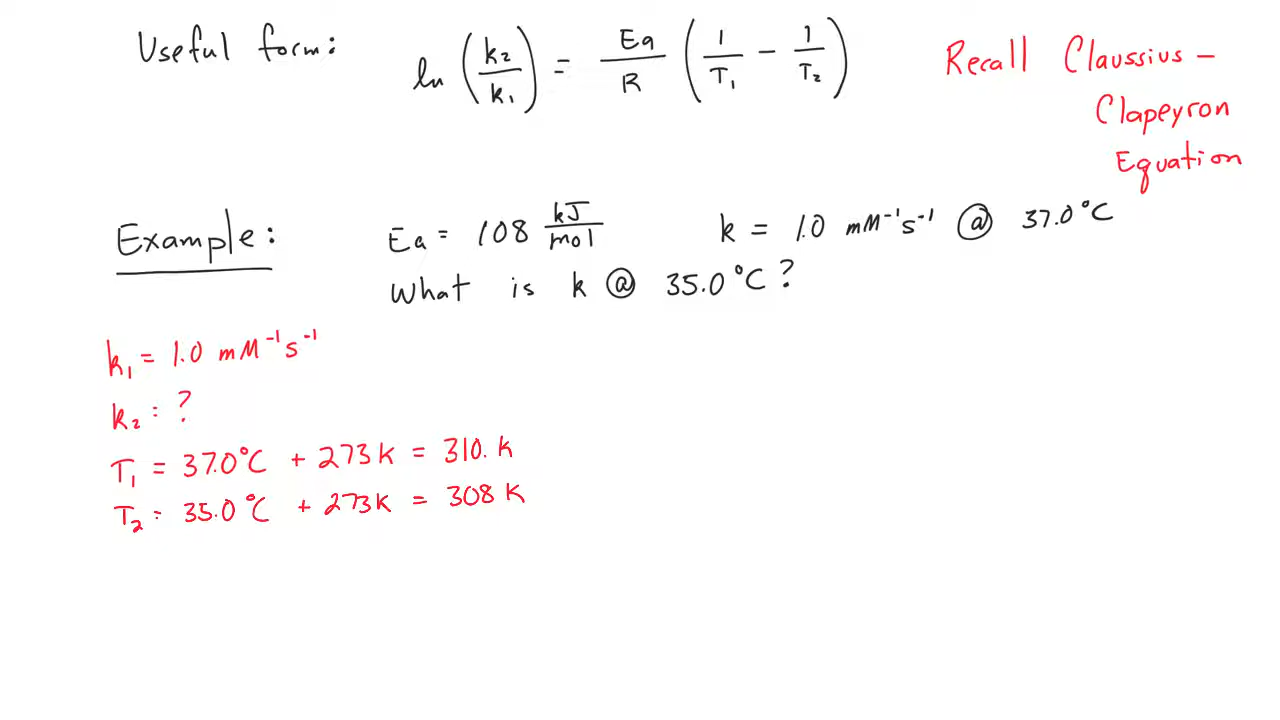 Useful form: ln (k₂/k₁) = Ea/R (1/T₁ − 1/T₂)
Recall Claussius –
Clapeyron
Equation
Example: Ea = 108 kJ/mol k = 1.0 mM⁻¹s⁻¹ @ 37.0°C
What is k @ 35.0°C?
k₁ = 1.0 mM⁻¹s⁻¹
k₂ = ?
T₁ = 37.0°C + 273K = 310. K
T₂ = 35.0°C + 273K = 308 K